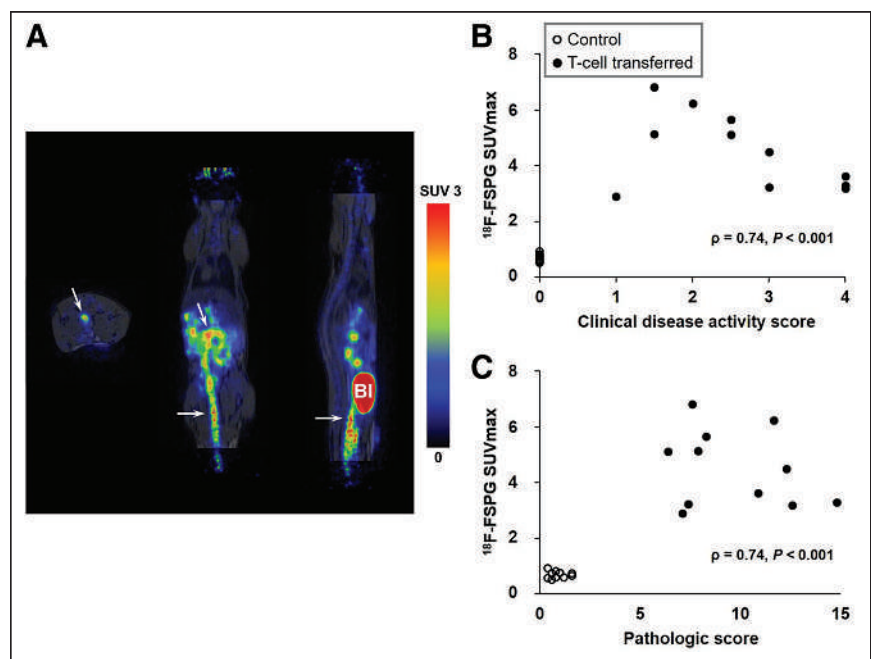 A
SUV 3
0
BI
B
Control
T-cell transferred
8
6
4
2
0
¹⁸F-FSPG SUVmax
ρ = 0.74, P < 0.001
0 1 2 3 4
Clinical disease activity score
C
8
6
4
2
0
¹⁸F-FSPG SUVmax
ρ = 0.74, P < 0.001
0 5 10 15
Pathologic score